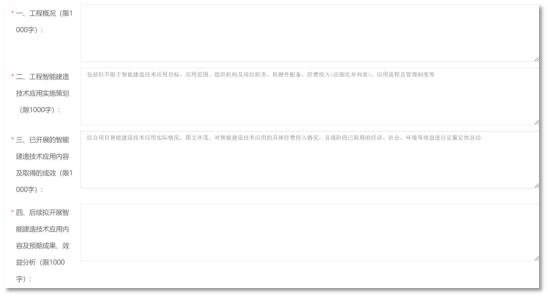 * 一、工程概况（限1
000字）：
* 二、工程智能建造
技术应用实施策划
（限1000字）：
包括但不限于智能建造技术应用目标、应用范围、组织机构及岗位职责、软硬件配备、经费投入（应细化并列表）、应用流程及管理制度等
* 三、已开展的智能
建造技术应用内容
及取得的成效（限1
000字）：
结合项目智能建造技术应用实际情况，图文并茂，对智能建造技术应用的具体经费投入情况，及现阶段已取得的经济、社会、环境等效益进行定量定性总结
* 四、后续拟开展智
能建造技术应用内
容及预期成果、效
益分析（限1000
字）：